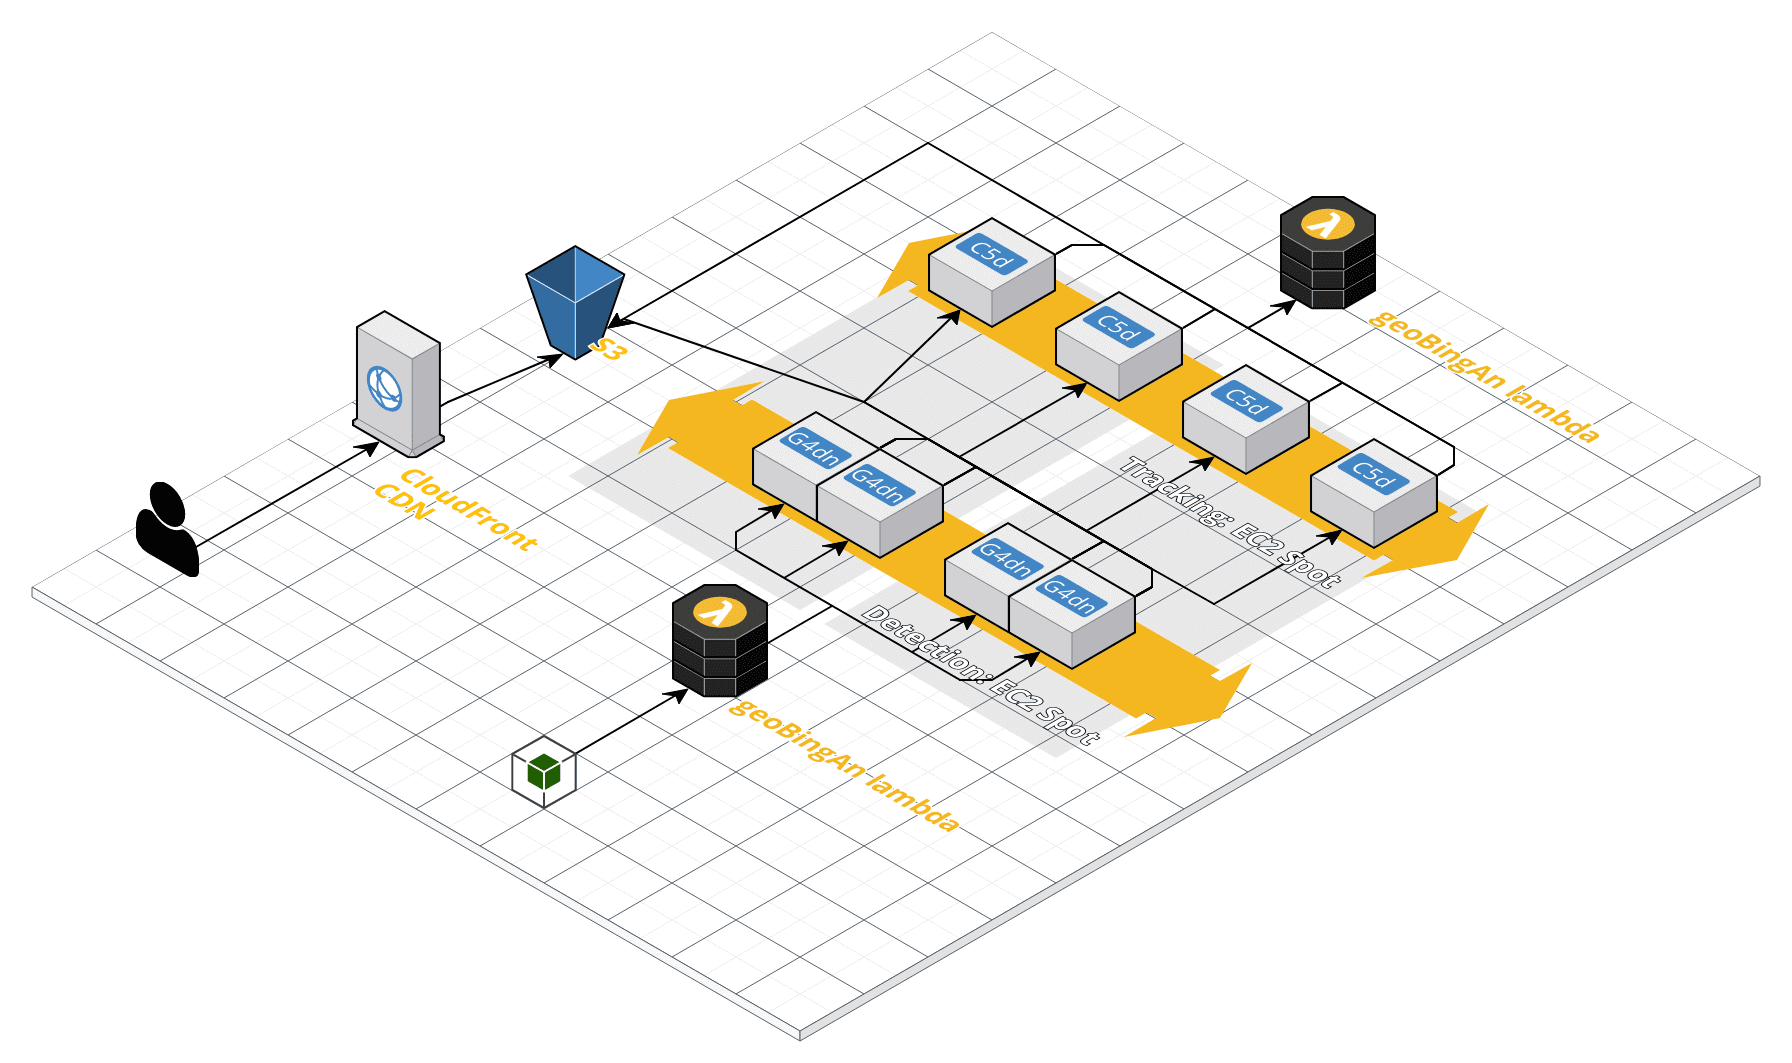 C5d
C5d
C5d
C5d
geoBingAn lambda
S3
CloudFront
CDN
G4dn
G4dn
Tracking: EC2 Spot
G4dn
G4dn
Detection: EC2 Spot
geoBingAn lambda